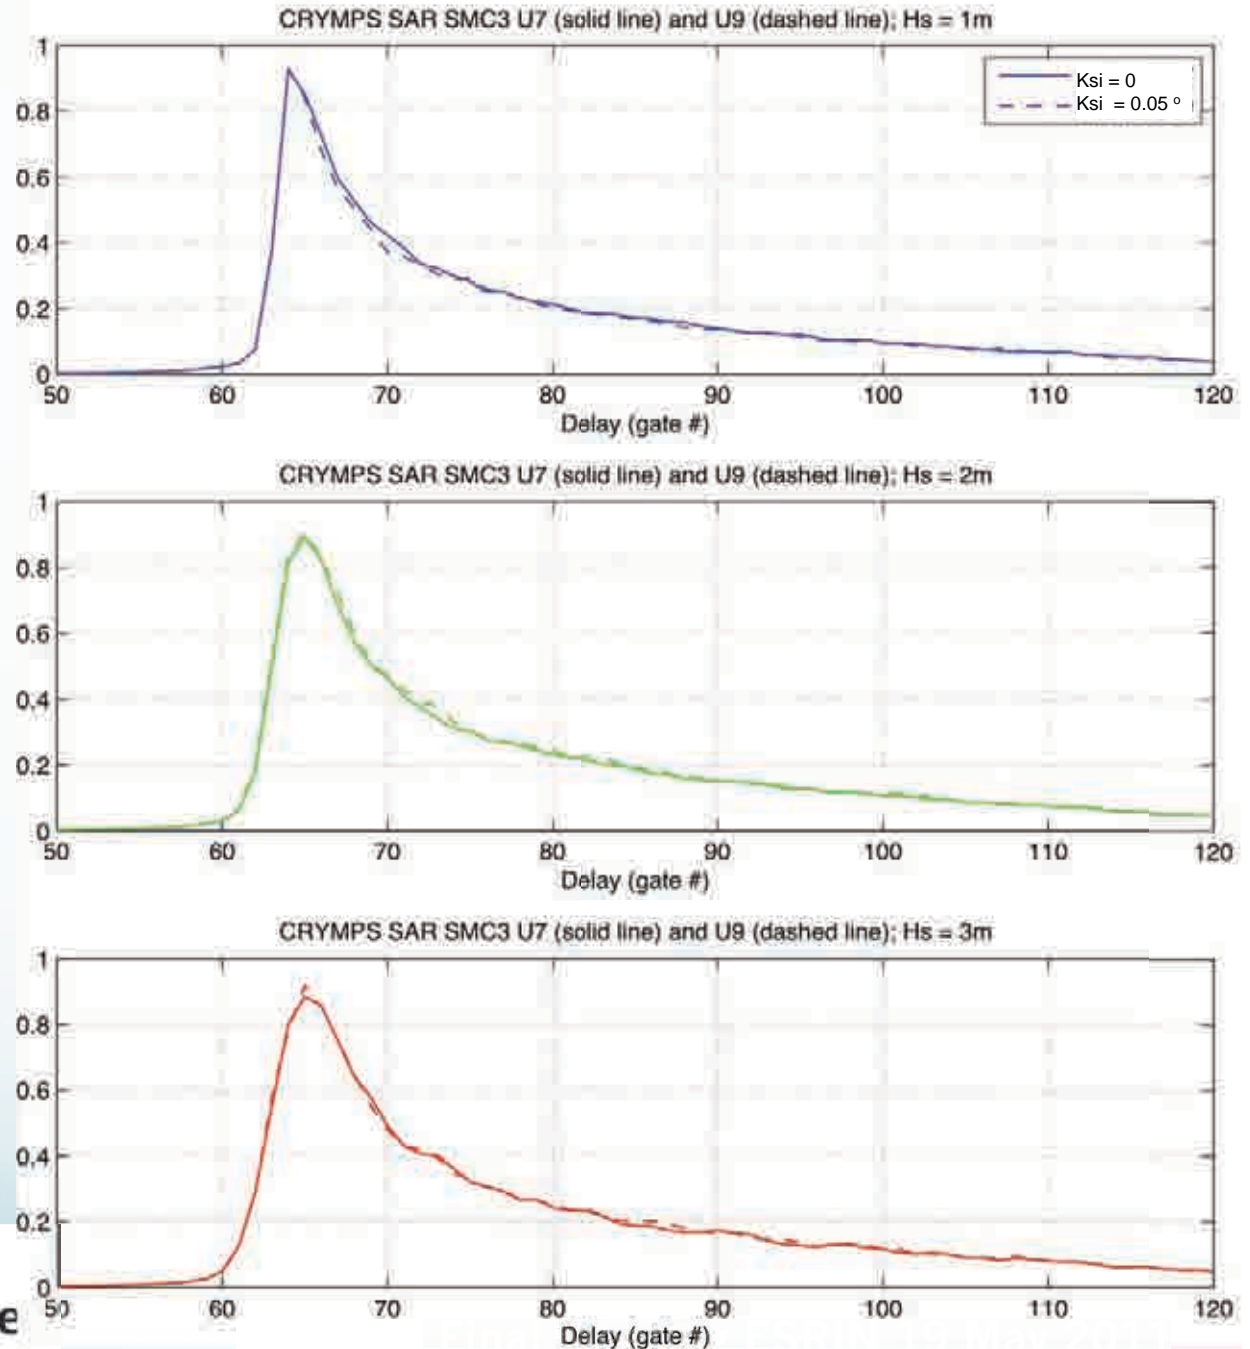 CRYMPS SAR SMC3 U7 (solid line) and U9 (dashed line); Hs = 1m
Ksi = 0
Ksi = 0.05 º
1
0.8
0.6
0.4
0.2
0
50 60 70 80 90 100 110 120
Delay (gate #)
CRYMPS SAR SMC3 U7 (solid line) and U9 (dashed line); Hs = 2m
1
0.8
0.6
0.4
0.2
0
50 60 70 80 90 100 110 120
Delay (gate #)
CRYMPS SAR SMC3 U7 (solid line) and U9 (dashed line); Hs = 3m
1
0.8
0.6
0.4
0.2
0
50 60 70 80 90 100 110 120
Delay (gate #)
e